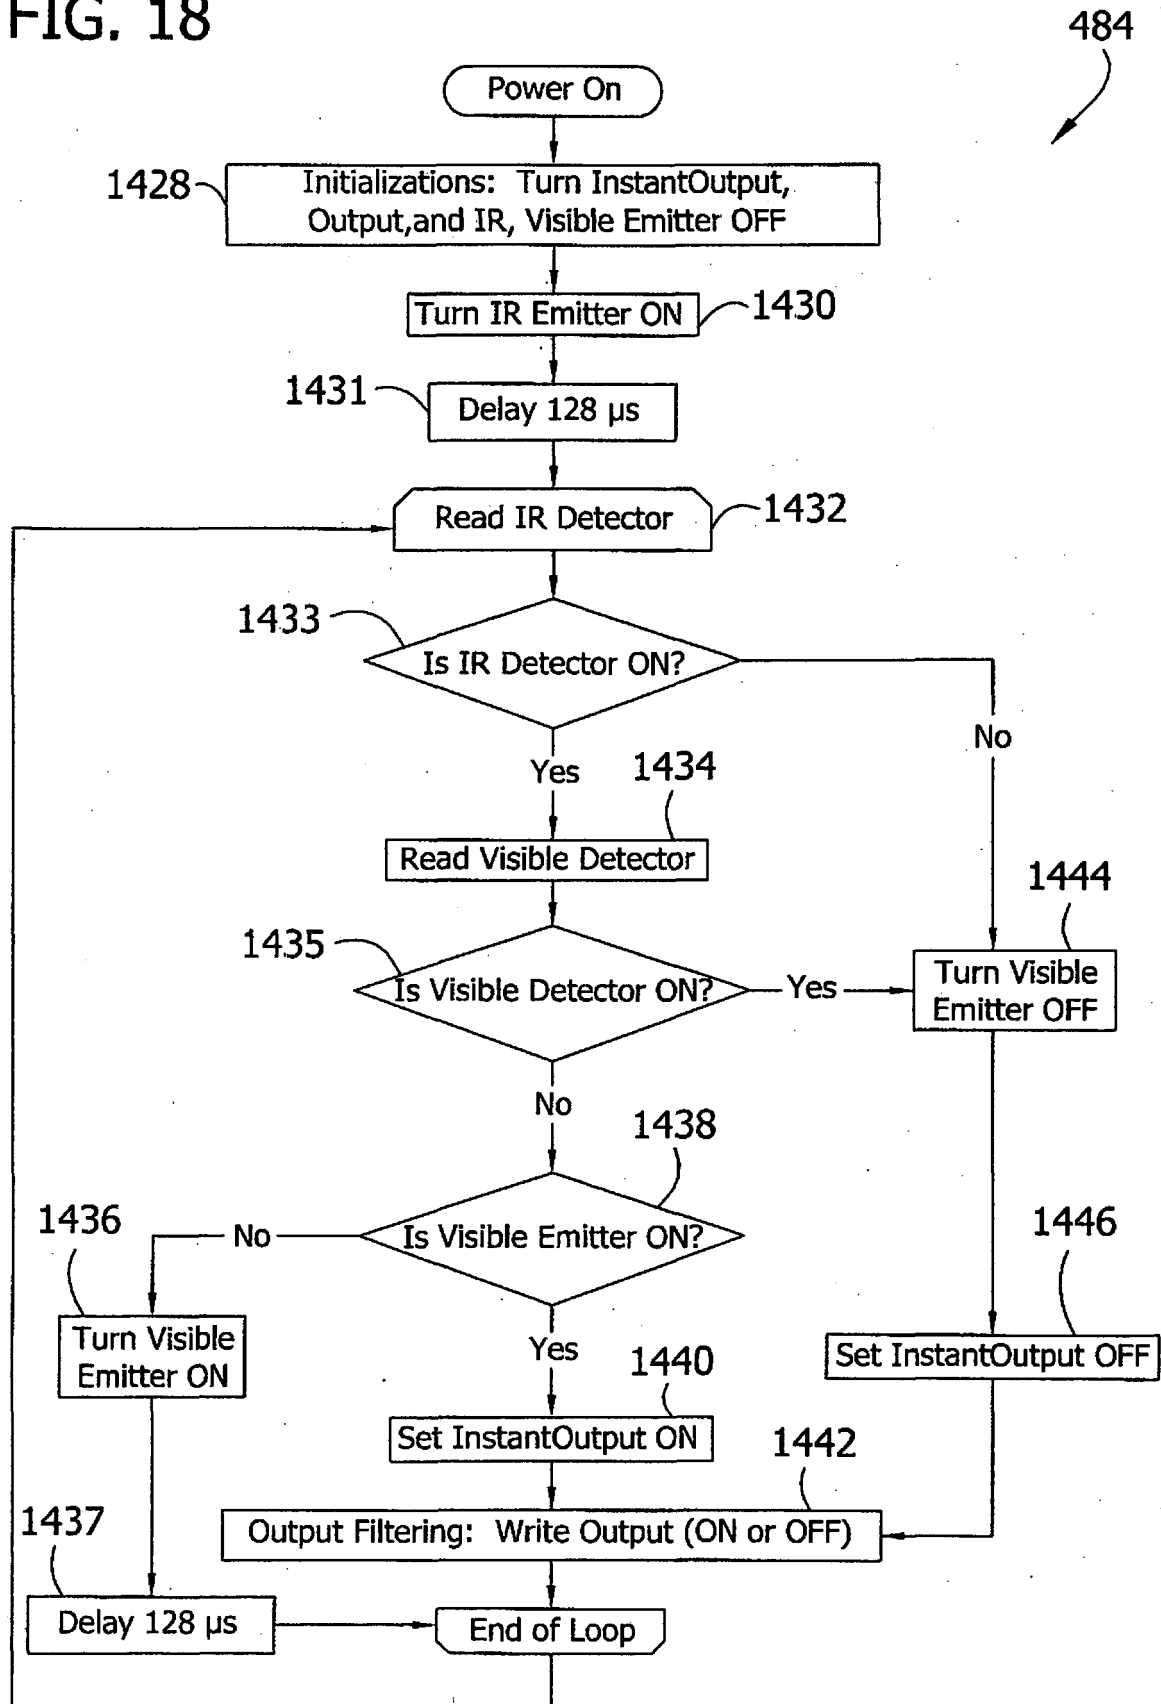 FIG. 18
484
Power On
1428
Initializations: Turn InstantOutput,
Output,and IR, Visible Emitter OFF
Turn IR Emitter ON
1430
1431
Delay 128 µs
Read IR Detector
1432
1433
Is IR Detector ON?
No
Yes
1434
Read Visible Detector
1444
1435
Is Visible Detector ON?
Yes
Turn Visible
Emitter OFF
No
1438
1436
No
Is Visible Emitter ON?
1446
Turn Visible
Emitter ON
Yes
1440
Set InstantOutput OFF
Set InstantOutput ON
1442
1437
Output Filtering: Write Output (ON or OFF)
Delay 128 µs
End of Loop